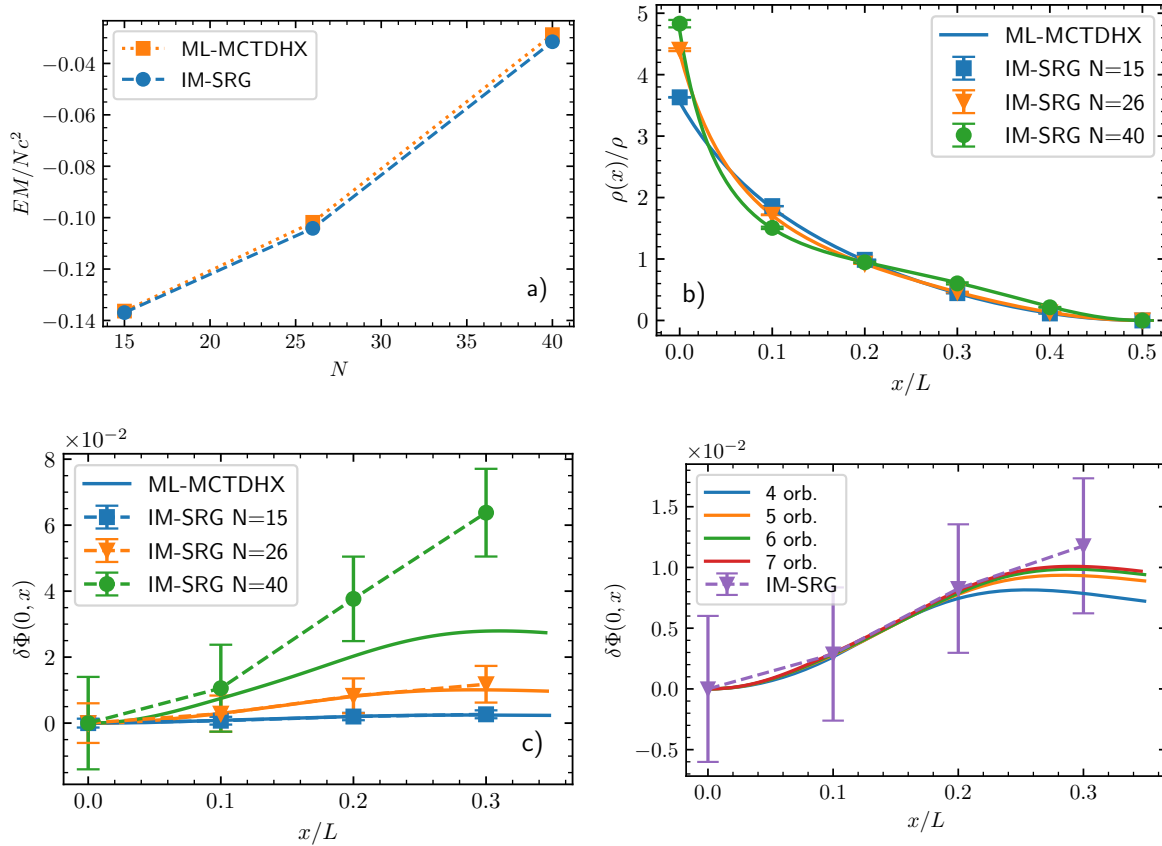 ML-MCTDHX
IM-SRG
−0.04
−0.06
−0.08
−0.10
−0.12
−0.14
EM/Nc²
15 20 25 30 35 40
N
a)
ML-MCTDHX
IM-SRG N=15
IM-SRG N=26
IM-SRG N=40
5
4
3
2
1
0
ρ(x)/ρ
0.0 0.1 0.2 0.3 0.4 0.5
x/L
b)
×10⁻²
ML-MCTDHX
IM-SRG N=15
IM-SRG N=26
IM-SRG N=40
8
6
4
2
0
δΦ(0, x)
0.0 0.1 0.2 0.3
x/L
c)
×10⁻²
4 orb.
5 orb.
6 orb.
7 orb.
IM-SRG
1.5
1.0
0.5
0.0
−0.5
δΦ(0, x)
0.0 0.1 0.2 0.3
x/L